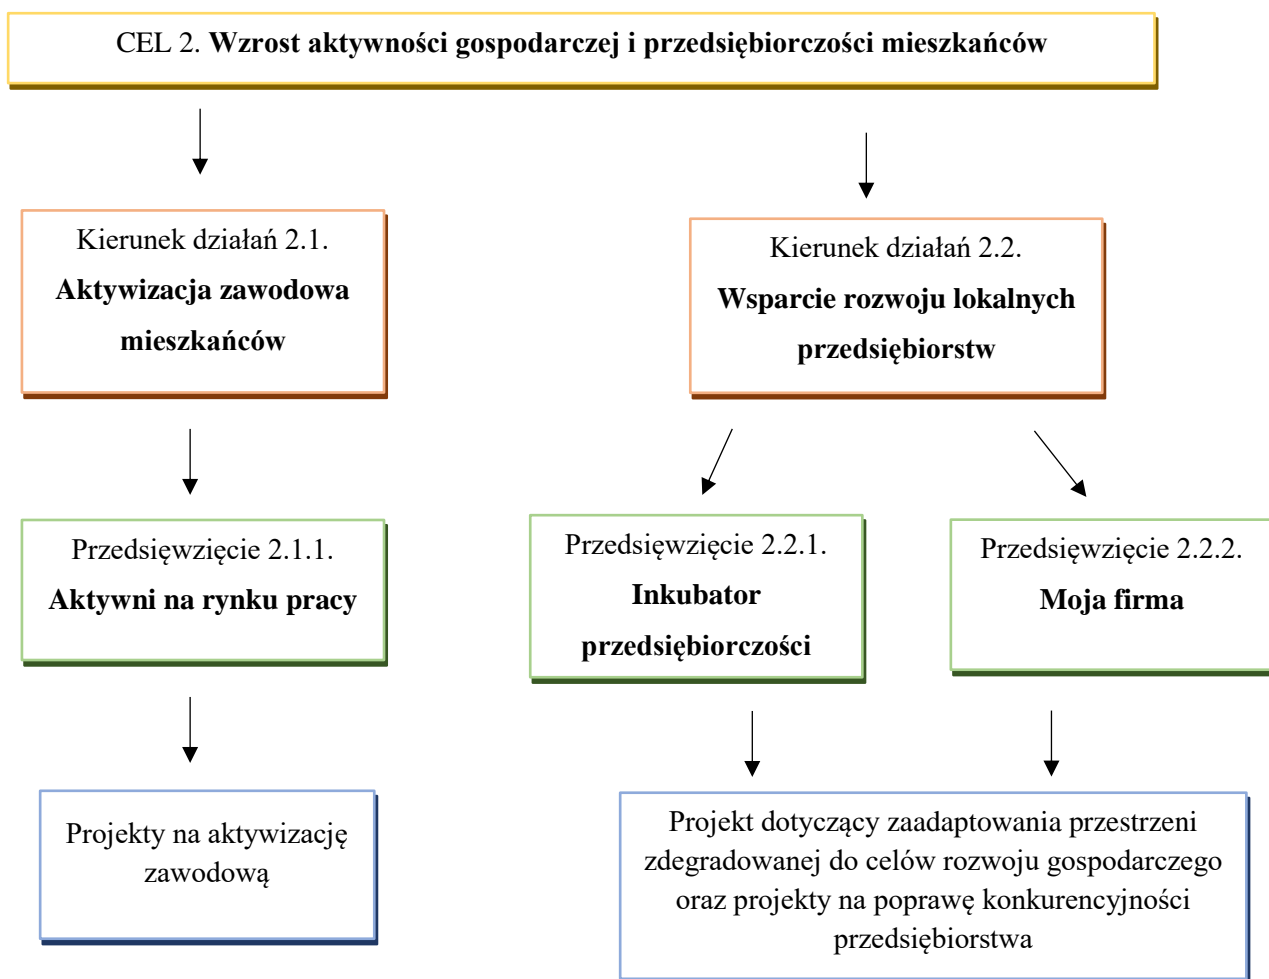 CEL 2. Wzrost aktywności gospodarczej i przedsiębiorczości mieszkańców
Kierunek działań 2.1.
Aktywizacja zawodowa
mieszkańców
Kierunek działań 2.2.
Wsparcie rozwoju lokalnych
przedsiębiorstw
Przedsięwzięcie 2.1.1.
Aktywni na rynku pracy
Przedsięwzięcie 2.2.1.
Inkubator
przedsiębiorczości
Przedsięwzięcie 2.2.2.
Moja firma
Projekty na aktywizację
zawodową
Projekt dotyczący zaadaptowania przestrzeni
zdegradowanej do celów rozwoju gospodarczego
oraz projekty na poprawę konkurencyjności
przedsiębiorstwa